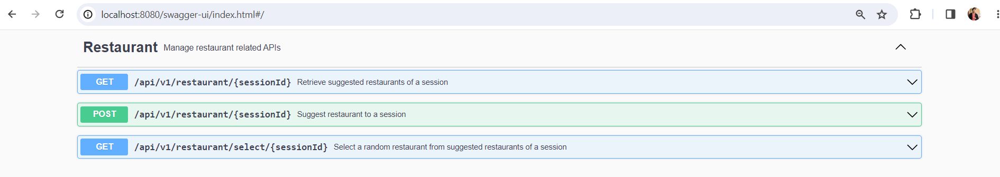 localhost:8080/swagger-ui/index.html#/
Restaurant Manage restaurant related APIs
GET /api/v1/restaurant/{sessionId} Retrieve suggested restaurants of a session
POST /api/v1/restaurant/{sessionId} Suggest restaurant to a session
GET /api/v1/restaurant/select/{sessionId} Select a random restaurant from suggested restaurants of a session